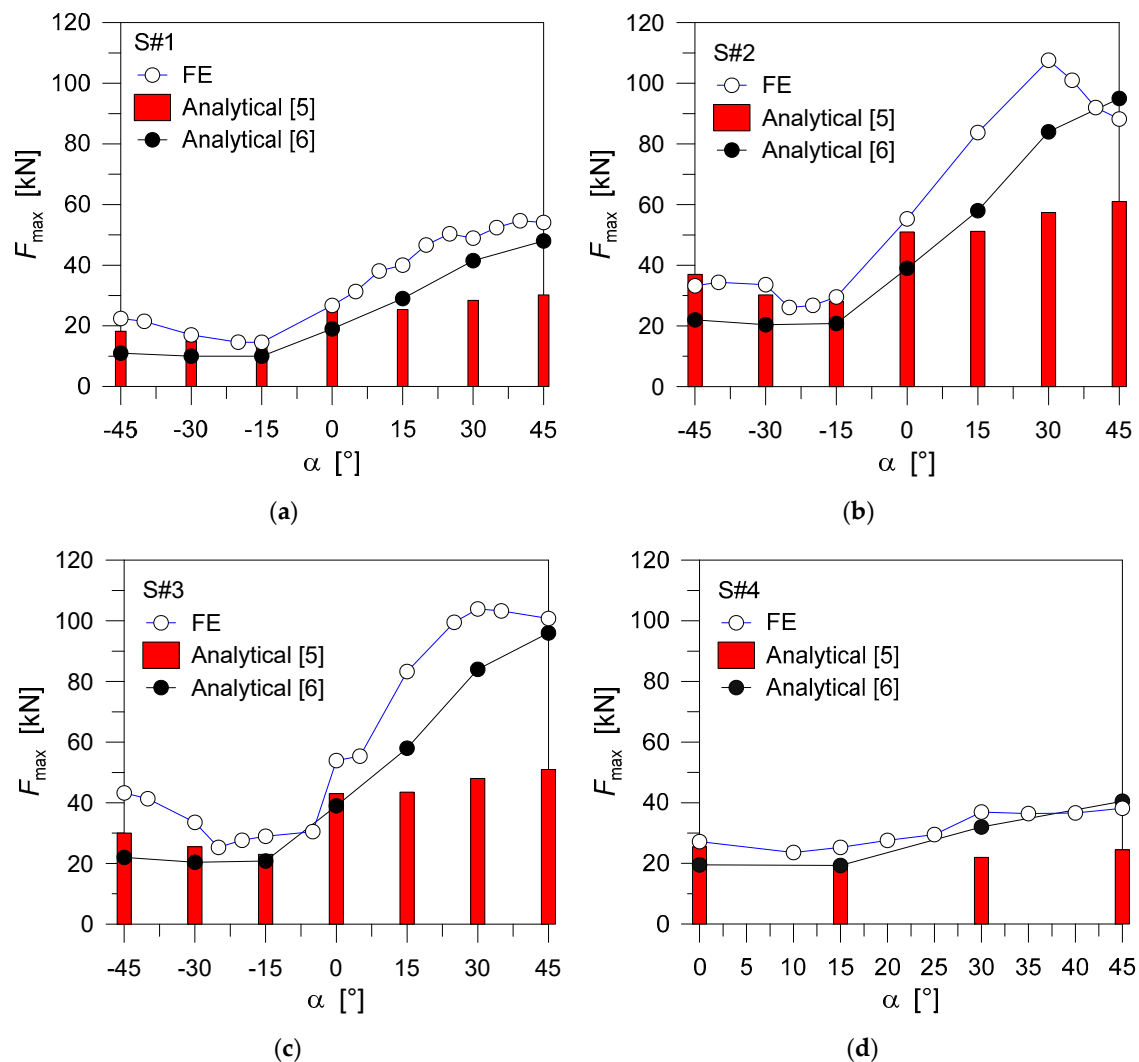 120
100
80
60
40
20
0
F max [kN]
S#1
FE
Analytical [5]
Analytical [6]
-45 -30 -15 0 15 30 45
α [°]
(a)
120
100
80
60
40
20
0
F max [kN]
S#2
FE
Analytical [5]
Analytical [6]
-45 -30 -15 0 15 30 45
α [°]
(b)
120
100
80
60
40
20
0
F max [kN]
S#3
FE
Analytical [5]
Analytical [6]
-45 -30 -15 0 15 30 45
α [°]
(c)
120
100
80
60
40
20
0
F max [kN]
S#4
FE
Analytical [5]
Analytical [6]
0 5 10 15 20 25 30 35 40 45
α [°]
(d)